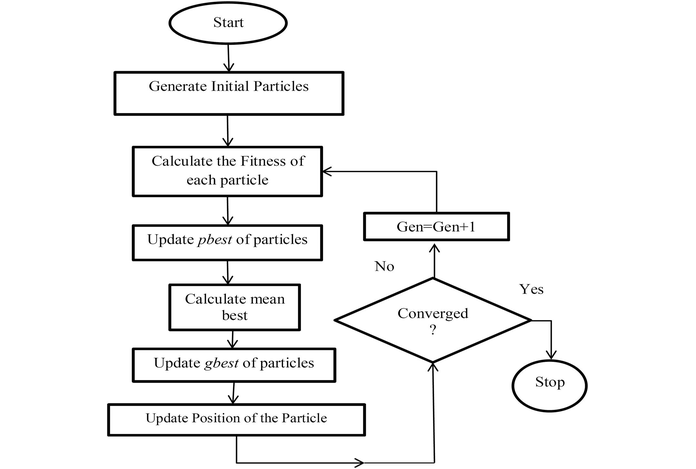 Start
Generate Initial Particles
Calculate the Fitness of
each particle
Update pbest of particles
Calculate mean
best
Update gbest of particles
Update Position of the Particle
Gen=Gen+1
No
Yes
Converged
?
Stop